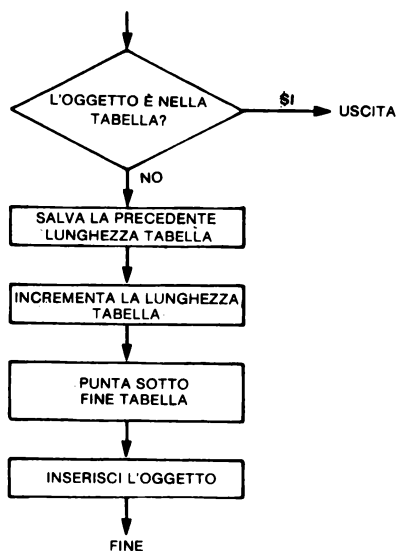 L'OGGETTO È NELLA
TABELLA?
SI
USCITA
NO
SALVA LA PRECEDENTE
LUNGHEZZA TABELLA
INCREMENTA LA LUNGHEZZA
TABELLA
PUNTA SOTTO
FINE TABELLA
INSERISCI L'OGGETTO
FINE